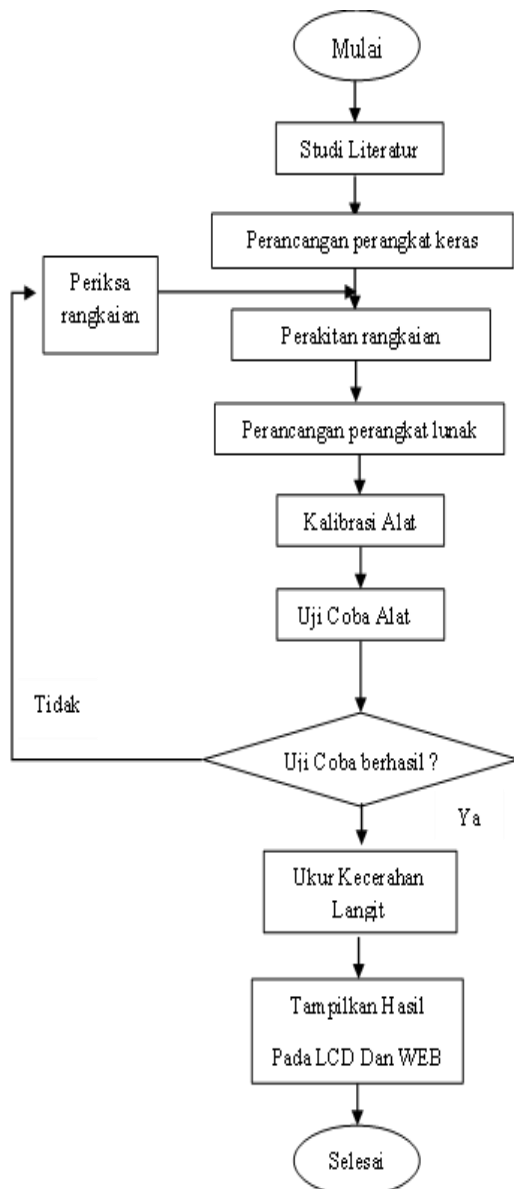 Mulai
Studi Literatur
Perancangan perangkat keras
Periksa
rangkaian
Perakitan rangkaian
Perancangan perangkat lunak
Kalibrasi Alat
Uji Coba Alat
Tidak
Uji Coba berhasil ?
Ya
Ukur Kecerahan
Langit
Tampilkan Hasil
Pada LCD Dan WEB
Selesai